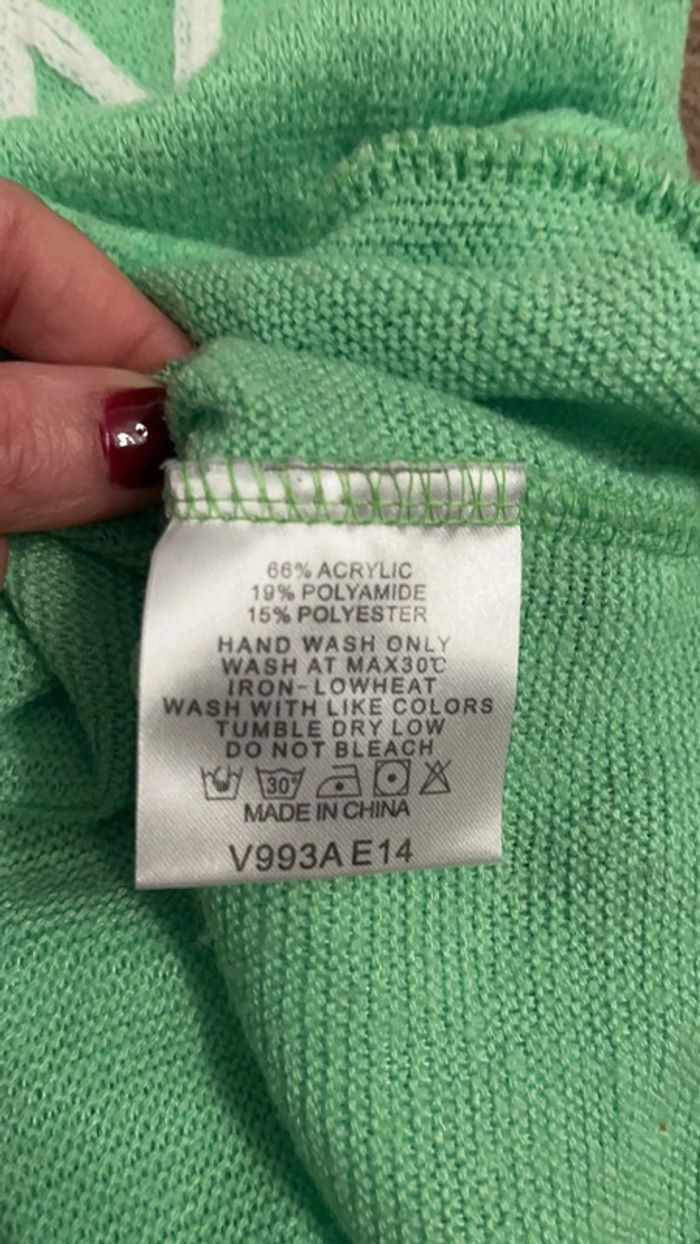 66% ACRYLIC
19% POLYAMIDE
15% POLYESTER
HAND WASH ONLY
WASH AT MAX30℃
IRON-LOWHEAT
WASH WITH LIKE COLORS
TUMBLE DRY LOW
DO NOT BLEACH
30°
MADE IN CHINA
V993A E14